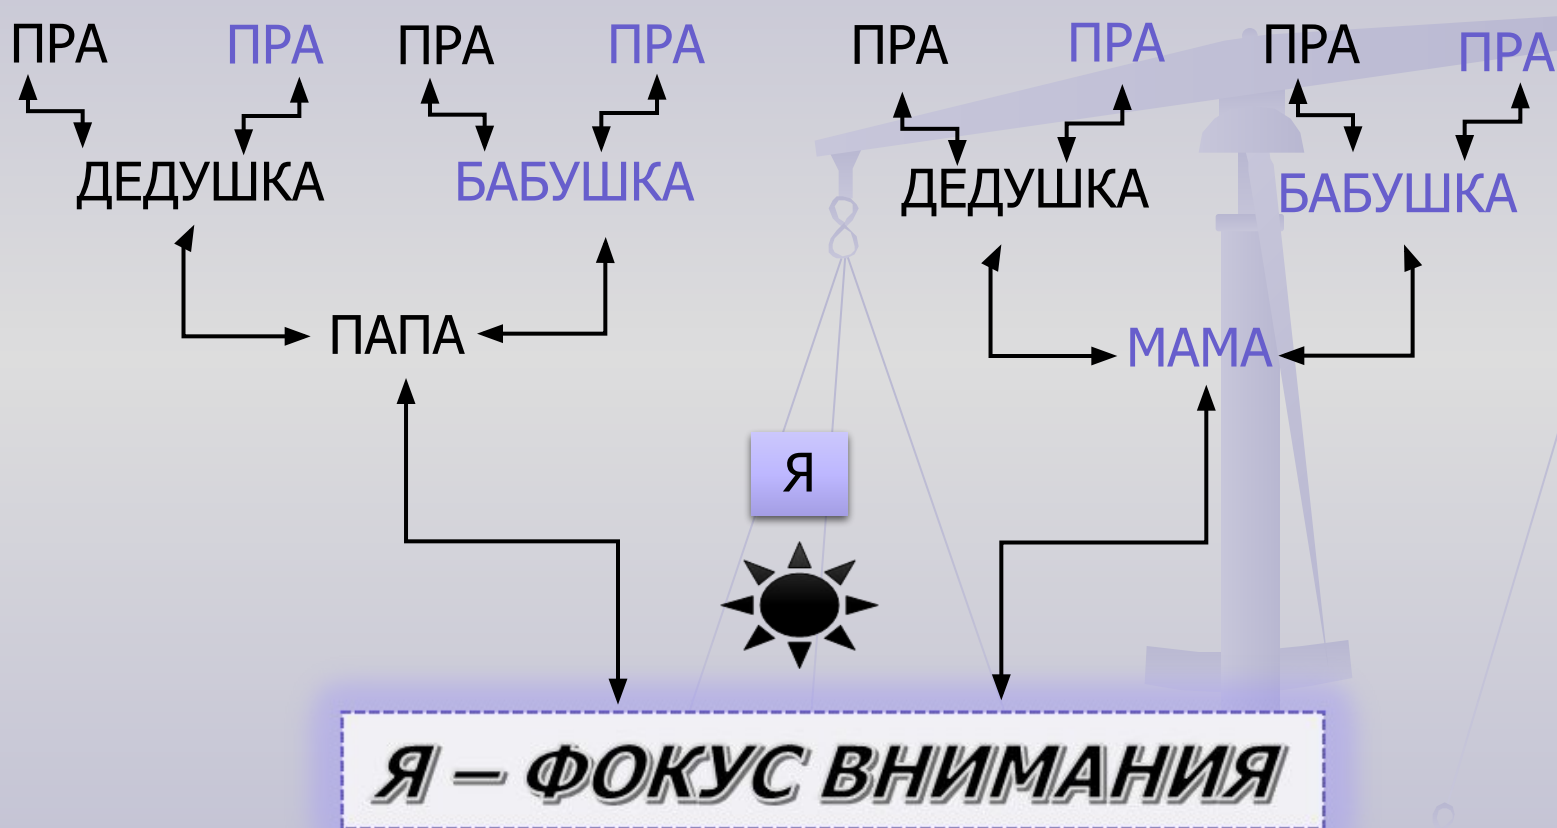 ПРА ПРА ПРА ПРА ПРА ПРА ПРА ПРА
ДЕДУШКА БАБУШКА ДЕДУШКА БАБУШКА
ПАПА МАМА
Я
Я – ФОКУС ВНИМАНИЯ